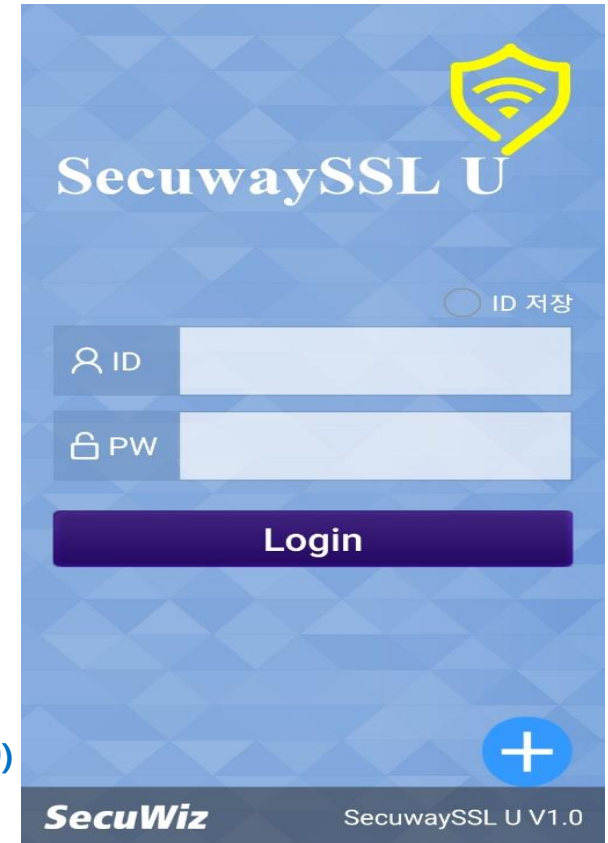 SecuwaySSL U
ID 저장
ID
PW
Login
)
SecuWiz
SecuwaySSL U V1.0